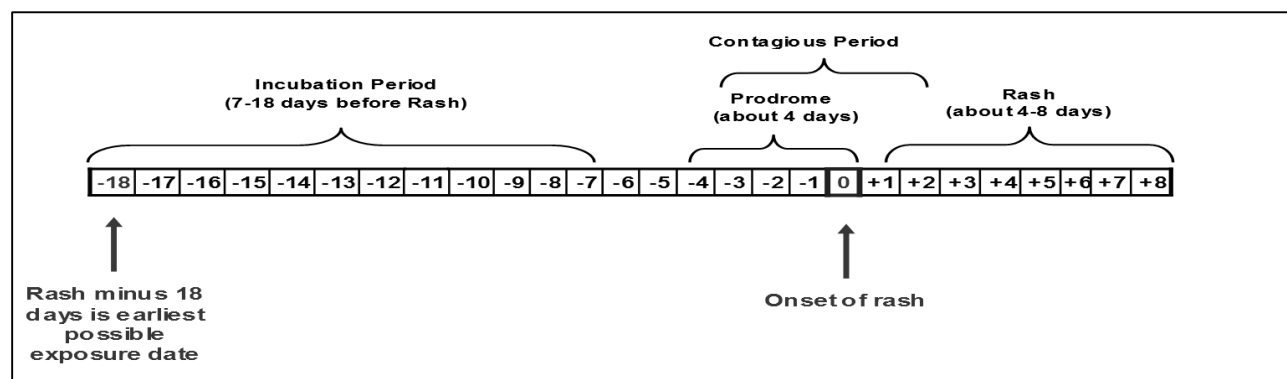 Contagious Period
Incubation Period
(7-18 days before Rash)
Prodrome
(about 4 days)
Rash
(about 4-8 days)
-18 -17 -16 -15 -14 -13 -12 -11 -10 -9 -8 -7 -6 -5 -4 -3 -2 -1 0 +1 +2 +3 +4 +5 +6 +7 +8
Rash minus 18
days is earliest
possible
exposure date
Onset of rash